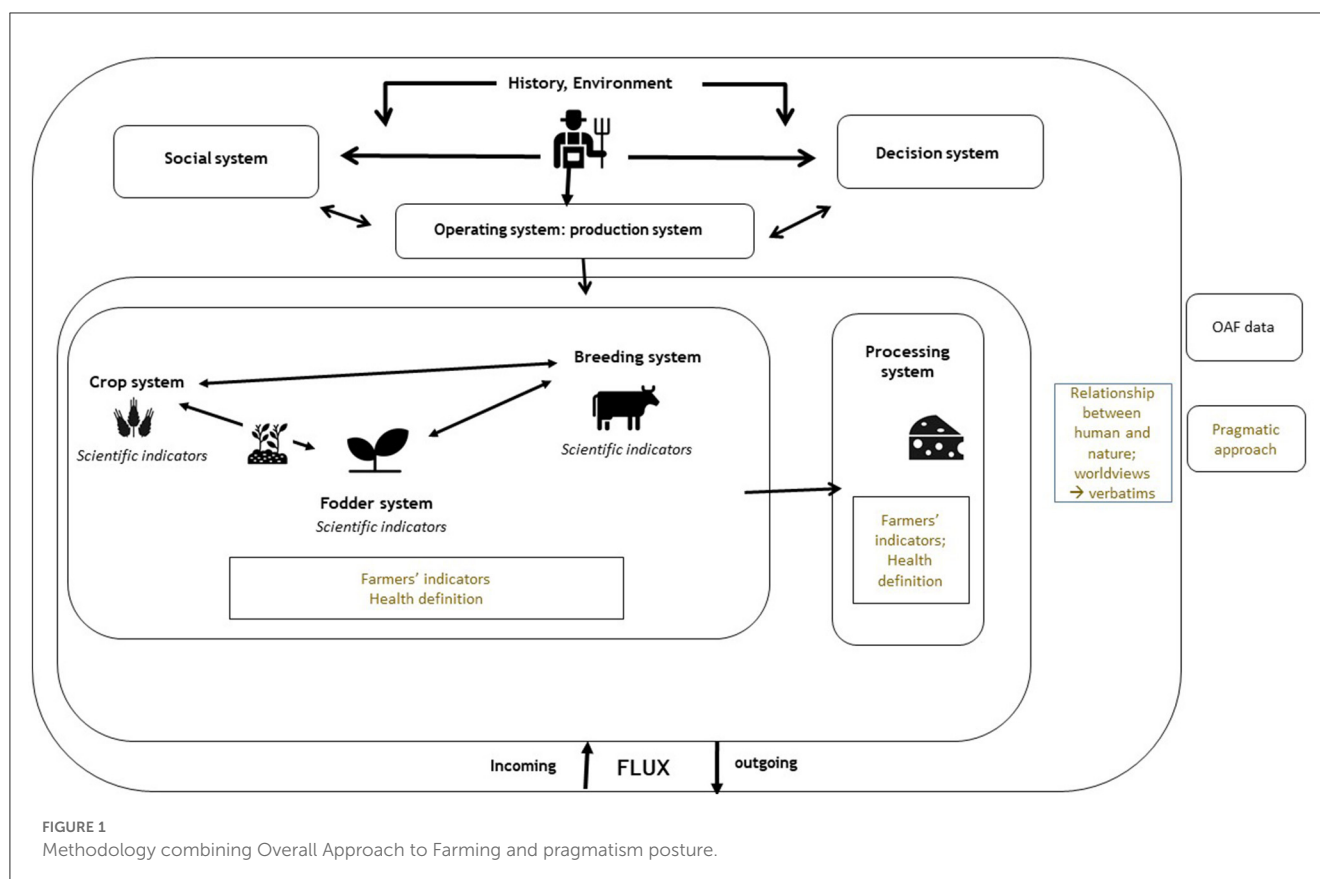 History, Environment
Social system
Decision system
Operating system: production system
Breeding system
Crop system
Scientific indicators
Scientific indicators
Fodder system
Scientific indicators
Farmers' indicators
Health definition
Processing
system
Farmers'
indicators;
Health
definition
Relationship
between
human and
nature;
worldviews
→ verbatims
OAF data
Pragmatic
approach
Incoming
FLUX
outgoing
FIGURE 1
Methodology combining Overall Approach to Farming and pragmatism posture.